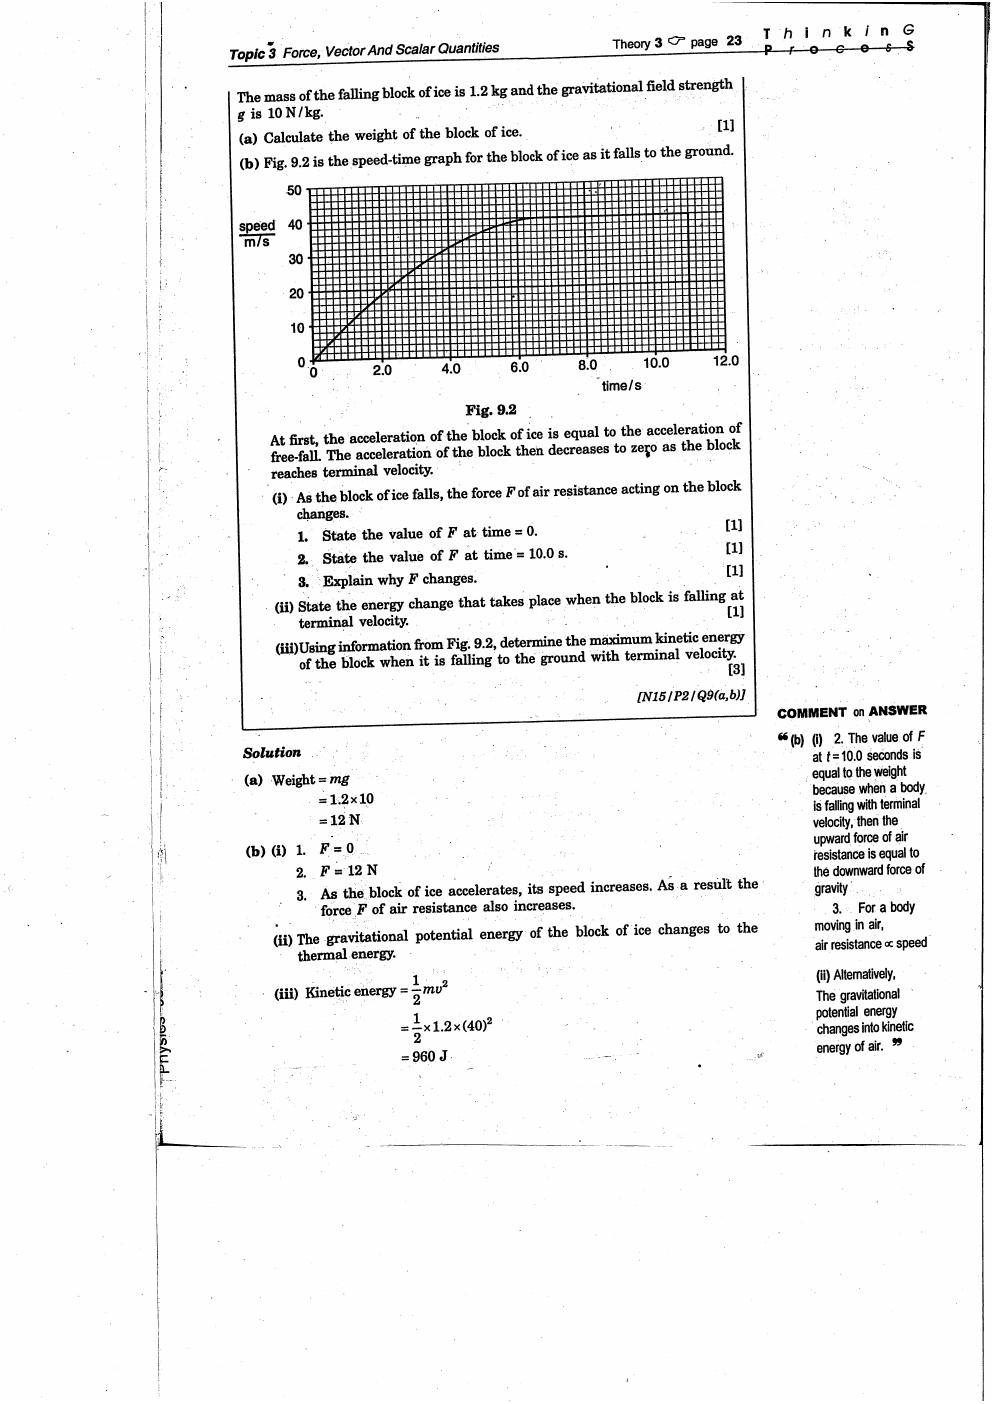 Topic 3 Force, Vector And Scalar Quantities
Theory 3 ☞ page 23
T h i n k i n G
P r o c e s S
The mass of the falling block of ice is 1.2 kg and the gravitational field strength
g is 10 N/kg.
(a) Calculate the weight of the block of ice. [1]
(b) Fig. 9.2 is the speed-time graph for the block of ice as it falls to the ground.
50
speed
m/s
40
30
20
10
0
0 2.0 4.0 6.0 8.0 10.0 12.0
time/s
Fig. 9.2
At first, the acceleration of the block of ice is equal to the acceleration of
free-fall. The acceleration of the block then decreases to zero as the block
reaches terminal velocity.
(i) As the block of ice falls, the force F of air resistance acting on the block
changes.
1. State the value of F at time = 0. [1]
2. State the value of F at time = 10.0 s. [1]
3. Explain why F changes. [1]
(ii) State the energy change that takes place when the block is falling at
terminal velocity. [1]
(iii) Using information from Fig. 9.2, determine the maximum kinetic energy
of the block when it is falling to the ground with terminal velocity.
[3]
[N15/P2/Q9(a,b)]
Solution
(a) Weight = mg
= 1.2×10
= 12 N
(b) (i) 1. F = 0
2. F = 12 N
3. As the block of ice accelerates, its speed increases. As a result the
force F of air resistance also increases.
(ii) The gravitational potential energy of the block of ice changes to the
thermal energy.
(iii) Kinetic energy = 1/2 mv²
= 1/2 × 1.2 × (40)²
= 960 J
COMMENT on ANSWER
❝ (b) (i) 2. The value of F
at t = 10.0 seconds is
equal to the weight
because when a body
is falling with terminal
velocity, then the
upward force of air
resistance is equal to
the downward force of
gravity
3. For a body
moving in air,
air resistance ∝ speed
(ii) Alternatively,
The gravitational
potential energy
changes into kinetic
energy of air. ❞
Physics